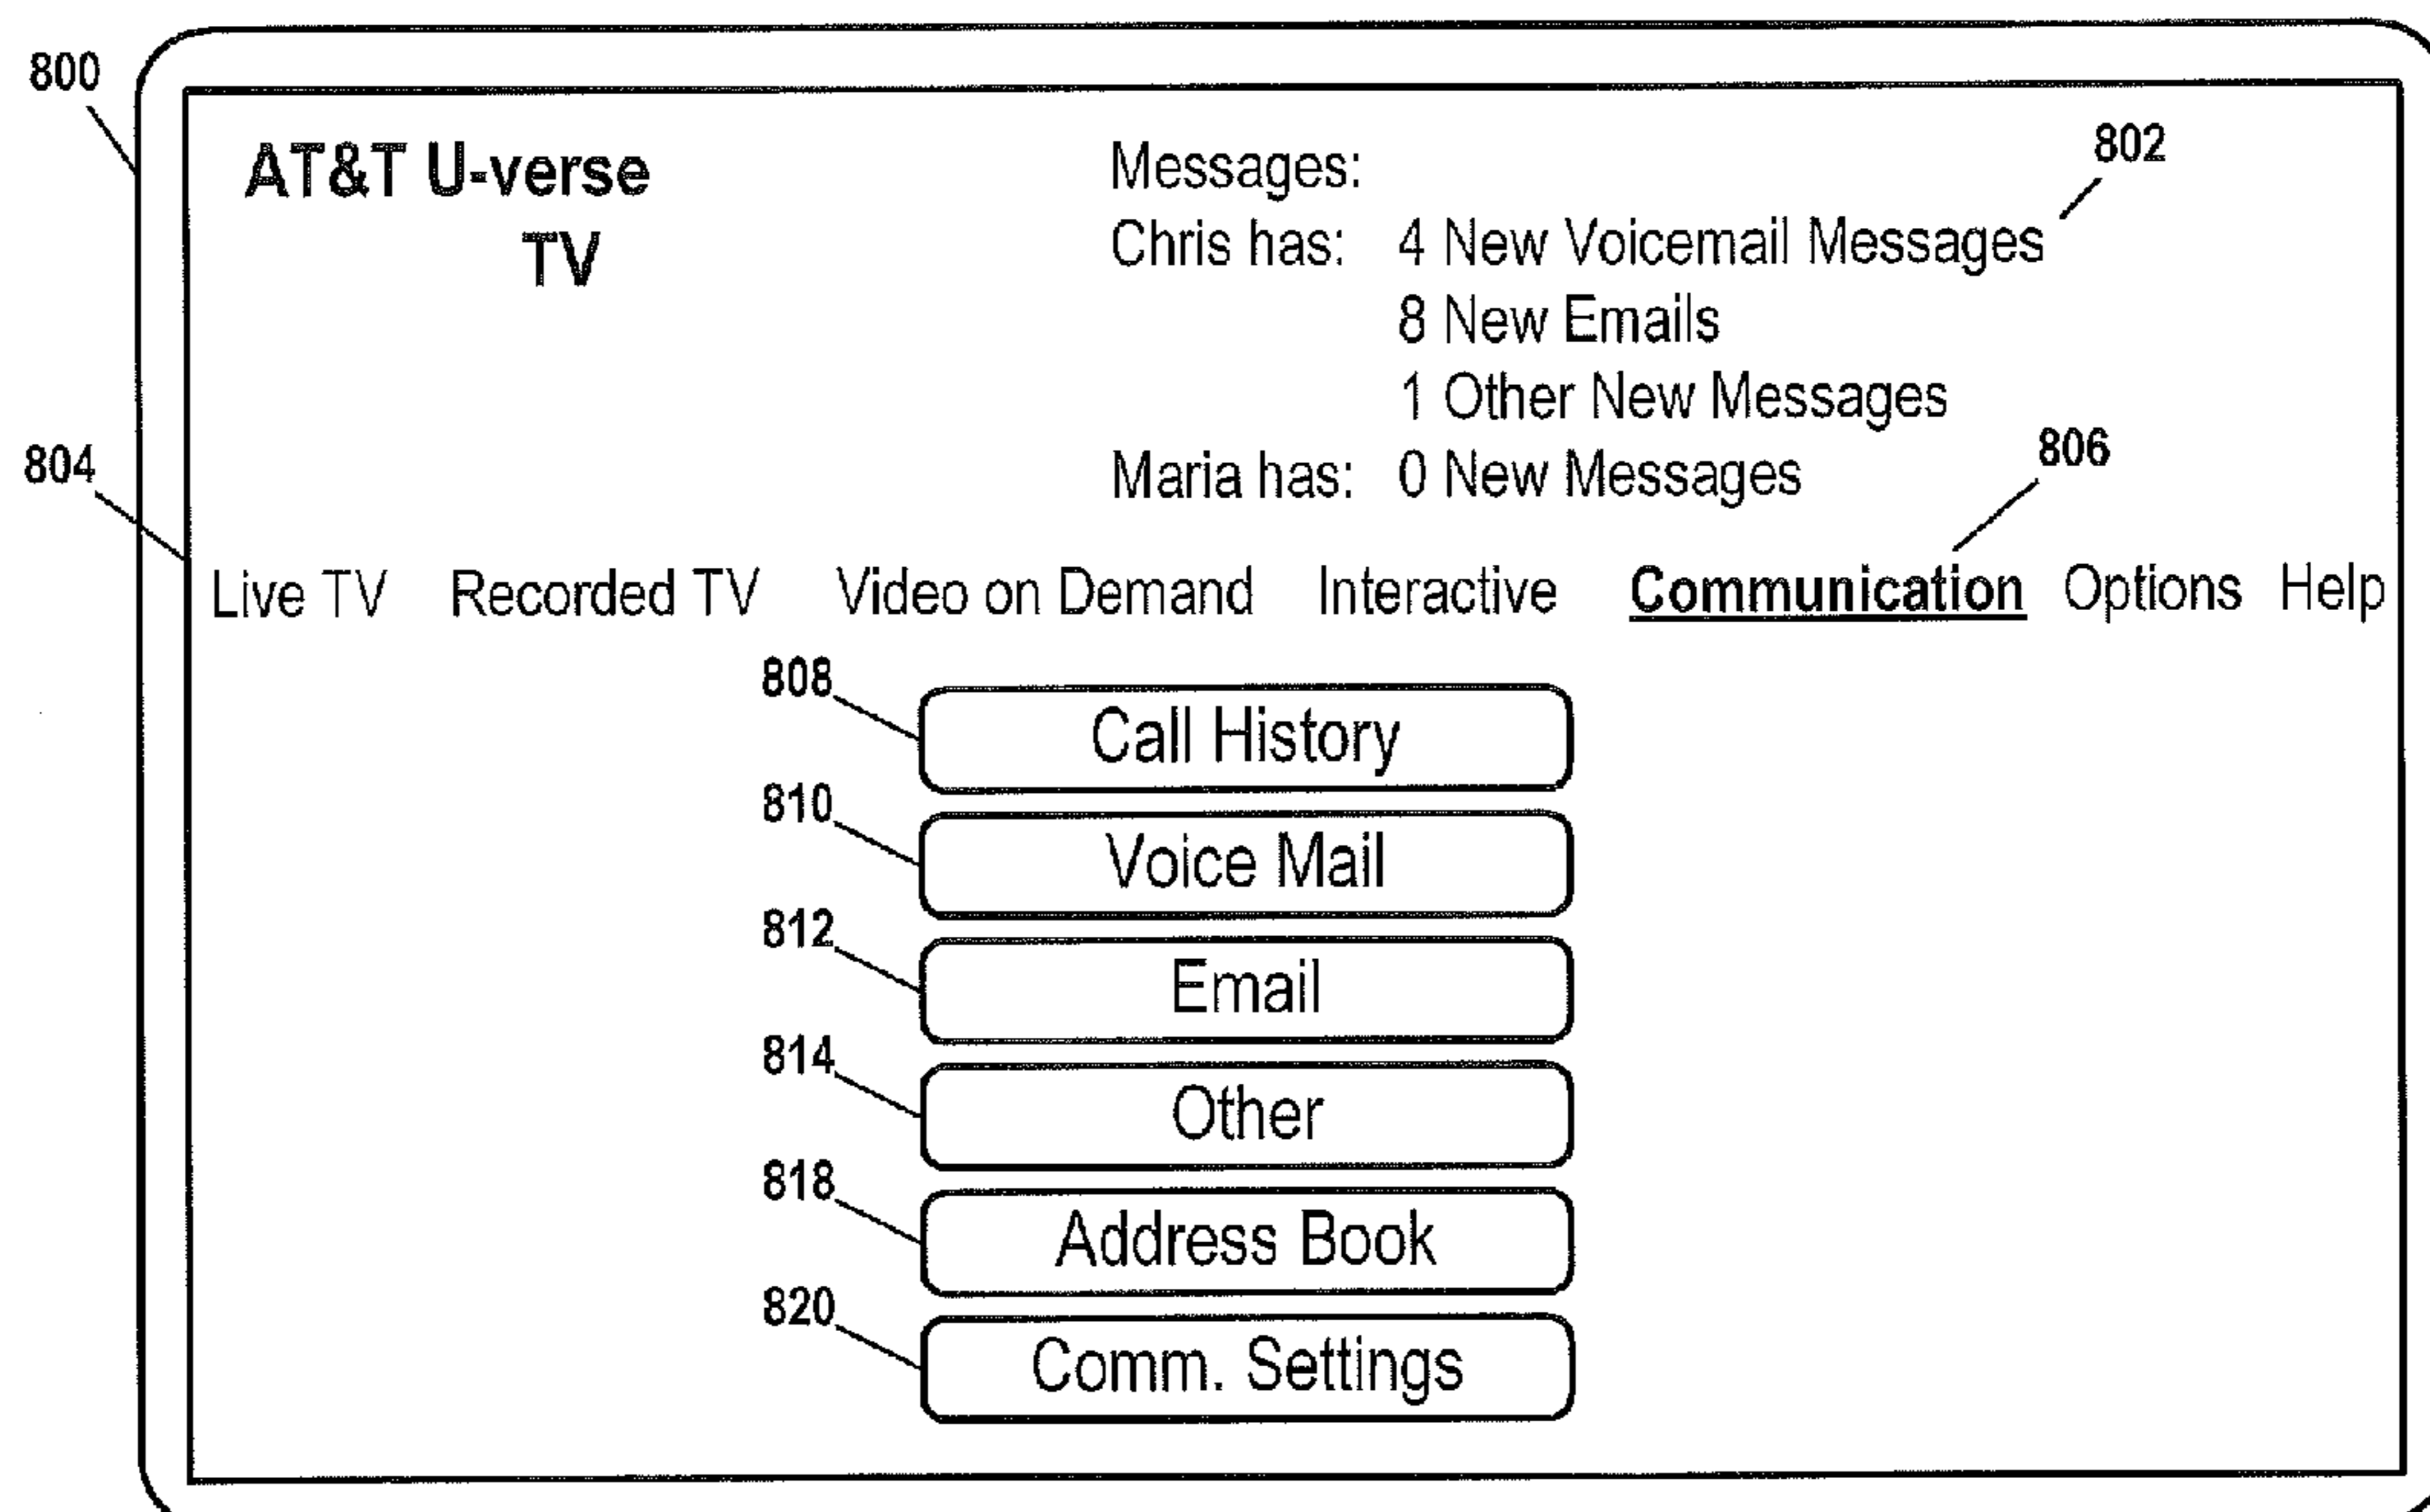 800
AT&T U-verse
TV
802
Messages:
Chris has: 4 New Voicemail Messages
8 New Emails
1 Other New Messages
806
Maria has: 0 New Messages
804
Live TV Recorded TV Video on Demand Interactive Communication Options Help
808
Call History
810
Voice Mail
812
Email
814
Other
818
Address Book
820
Comm. Settings